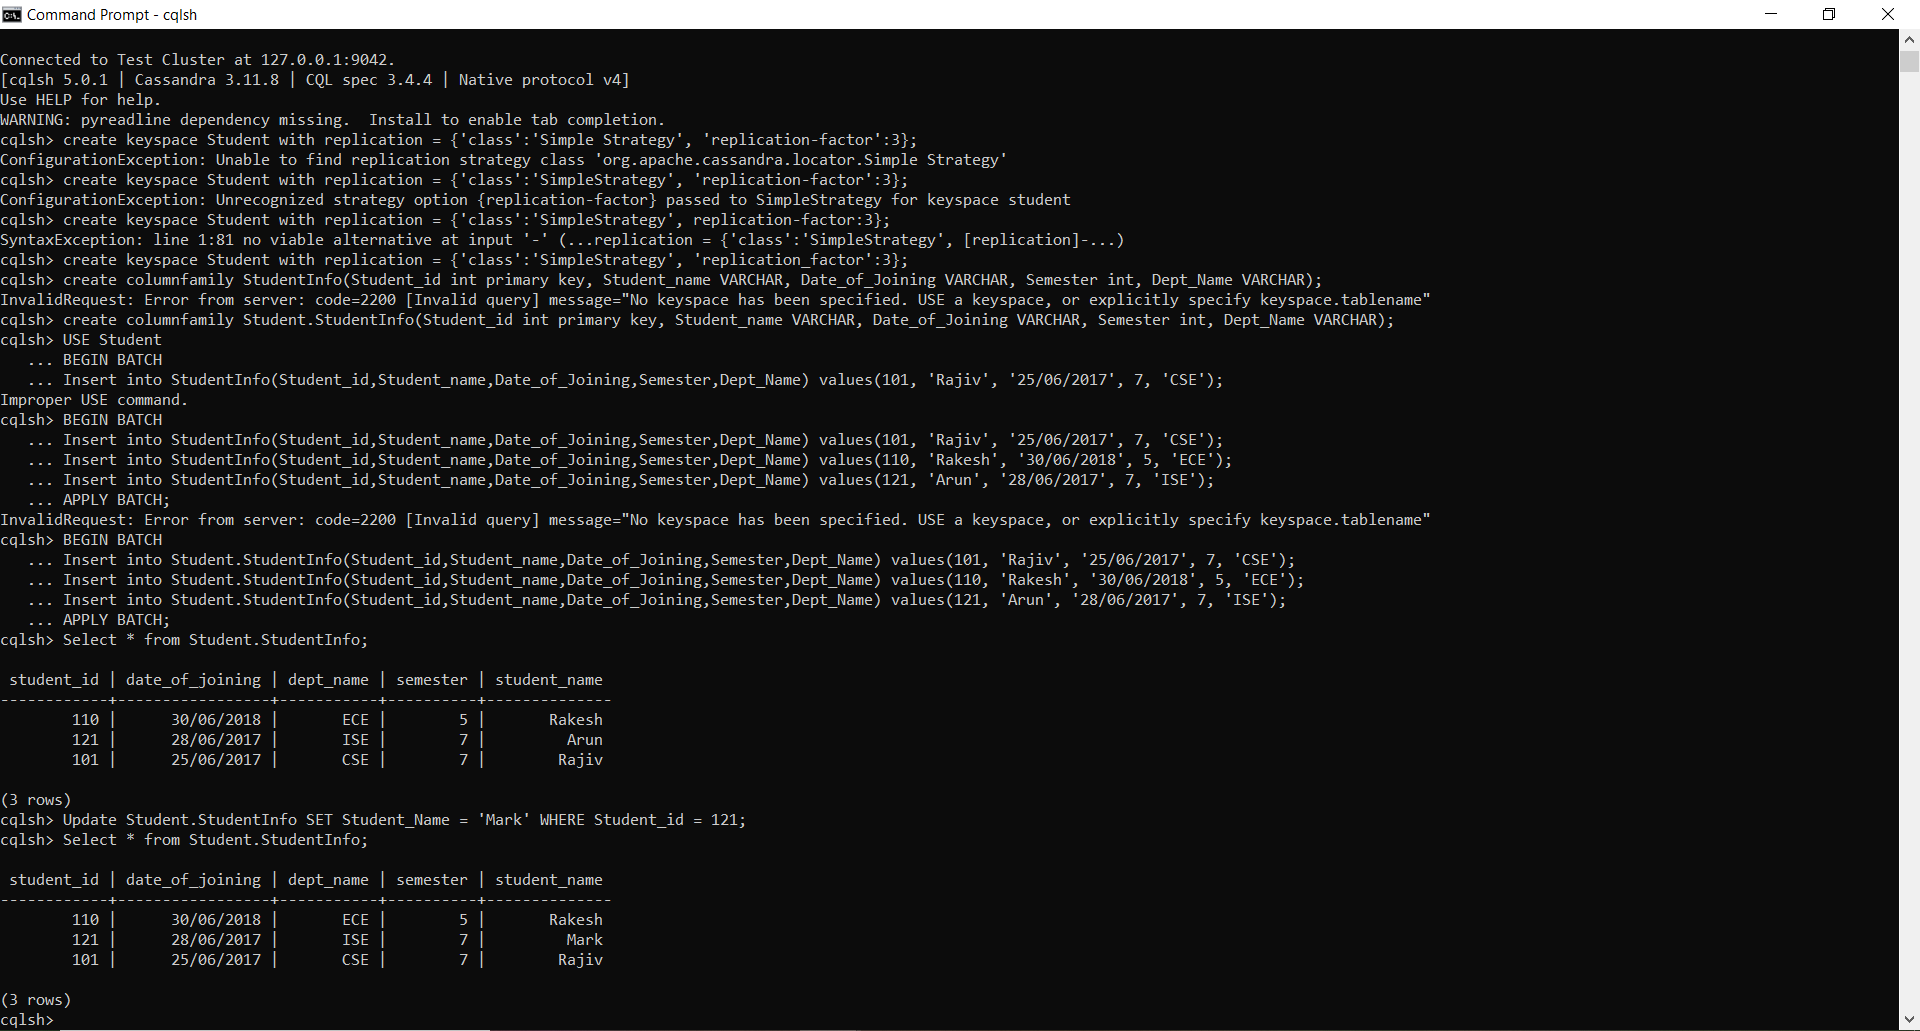 Command Prompt - cqlsh
Connected to Test Cluster at 127.0.0.1:9042.
[cqlsh 5.0.1 | Cassandra 3.11.8 | CQL spec 3.4.4 | Native protocol v4]
Use HELP for help.
WARNING: pyreadline dependency missing.  Install to enable tab completion.
cqlsh> create keyspace Student with replication = {'class':'Simple Strategy', 'replication-factor':3};
ConfigurationException: Unable to find replication strategy class 'org.apache.cassandra.locator.Simple Strategy'
cqlsh> create keyspace Student with replication = {'class':'SimpleStrategy', 'replication-factor':3};
ConfigurationException: Unrecognized strategy option {replication-factor} passed to SimpleStrategy for keyspace student
cqlsh> create keyspace Student with replication = {'class':'SimpleStrategy', replication-factor:3};
SyntaxException: line 1:81 no viable alternative at input '-' (...replication = {'class':'SimpleStrategy', [replication]-...)
cqlsh> create keyspace Student with replication = {'class':'SimpleStrategy', 'replication_factor':3};
cqlsh> create columnfamily StudentInfo(Student_id int primary key, Student_name VARCHAR, Date_of_Joining VARCHAR, Semester int, Dept_Name VARCHAR);
InvalidRequest: Error from server: code=2200 [Invalid query] message="No keyspace has been specified. USE a keyspace, or explicitly specify keyspace.tablename"
cqlsh> create columnfamily Student.StudentInfo(Student_id int primary key, Student_name VARCHAR, Date_of_Joining VARCHAR, Semester int, Dept_Name VARCHAR);
cqlsh> USE Student
   ... BEGIN BATCH
   ... Insert into StudentInfo(Student_id,Student_name,Date_of_Joining,Semester,Dept_Name) values(101, 'Rajiv', '25/06/2017', 7, 'CSE');
Improper USE command.
cqlsh> BEGIN BATCH
   ... Insert into StudentInfo(Student_id,Student_name,Date_of_Joining,Semester,Dept_Name) values(101, 'Rajiv', '25/06/2017', 7, 'CSE');
   ... Insert into StudentInfo(Student_id,Student_name,Date_of_Joining,Semester,Dept_Name) values(110, 'Rakesh', '30/06/2018', 5, 'ECE');
   ... Insert into StudentInfo(Student_id,Student_name,Date_of_Joining,Semester,Dept_Name) values(121, 'Arun', '28/06/2017', 7, 'ISE');
   ... APPLY BATCH;
InvalidRequest: Error from server: code=2200 [Invalid query] message="No keyspace has been specified. USE a keyspace, or explicitly specify keyspace.tablename"
cqlsh> BEGIN BATCH
   ... Insert into Student.StudentInfo(Student_id,Student_name,Date_of_Joining,Semester,Dept_Name) values(101, 'Rajiv', '25/06/2017', 7, 'CSE');
   ... Insert into Student.StudentInfo(Student_id,Student_name,Date_of_Joining,Semester,Dept_Name) values(110, 'Rakesh', '30/06/2018', 5, 'ECE');
   ... Insert into Student.StudentInfo(Student_id,Student_name,Date_of_Joining,Semester,Dept_Name) values(121, 'Arun', '28/06/2017', 7, 'ISE');
   ... APPLY BATCH;
cqlsh> Select * from Student.StudentInfo;
 student_id | date_of_joining | dept_name | semester | student_name
------------+-----------------+-----------+----------+--------------
        110 |      30/06/2018 |       ECE |        5 |       Rakesh
        121 |      28/06/2017 |       ISE |        7 |         Arun
        101 |      25/06/2017 |       CSE |        7 |        Rajiv
(3 rows)
cqlsh> Update Student.StudentInfo SET Student_Name = 'Mark' WHERE Student_id = 121;
cqlsh> Select * from Student.StudentInfo;
 student_id | date_of_joining | dept_name | semester | student_name
------------+-----------------+-----------+----------+--------------
        110 |      30/06/2018 |       ECE |        5 |       Rakesh
        121 |      28/06/2017 |       ISE |        7 |         Mark
        101 |      25/06/2017 |       CSE |        7 |        Rajiv
(3 rows)
cqlsh>